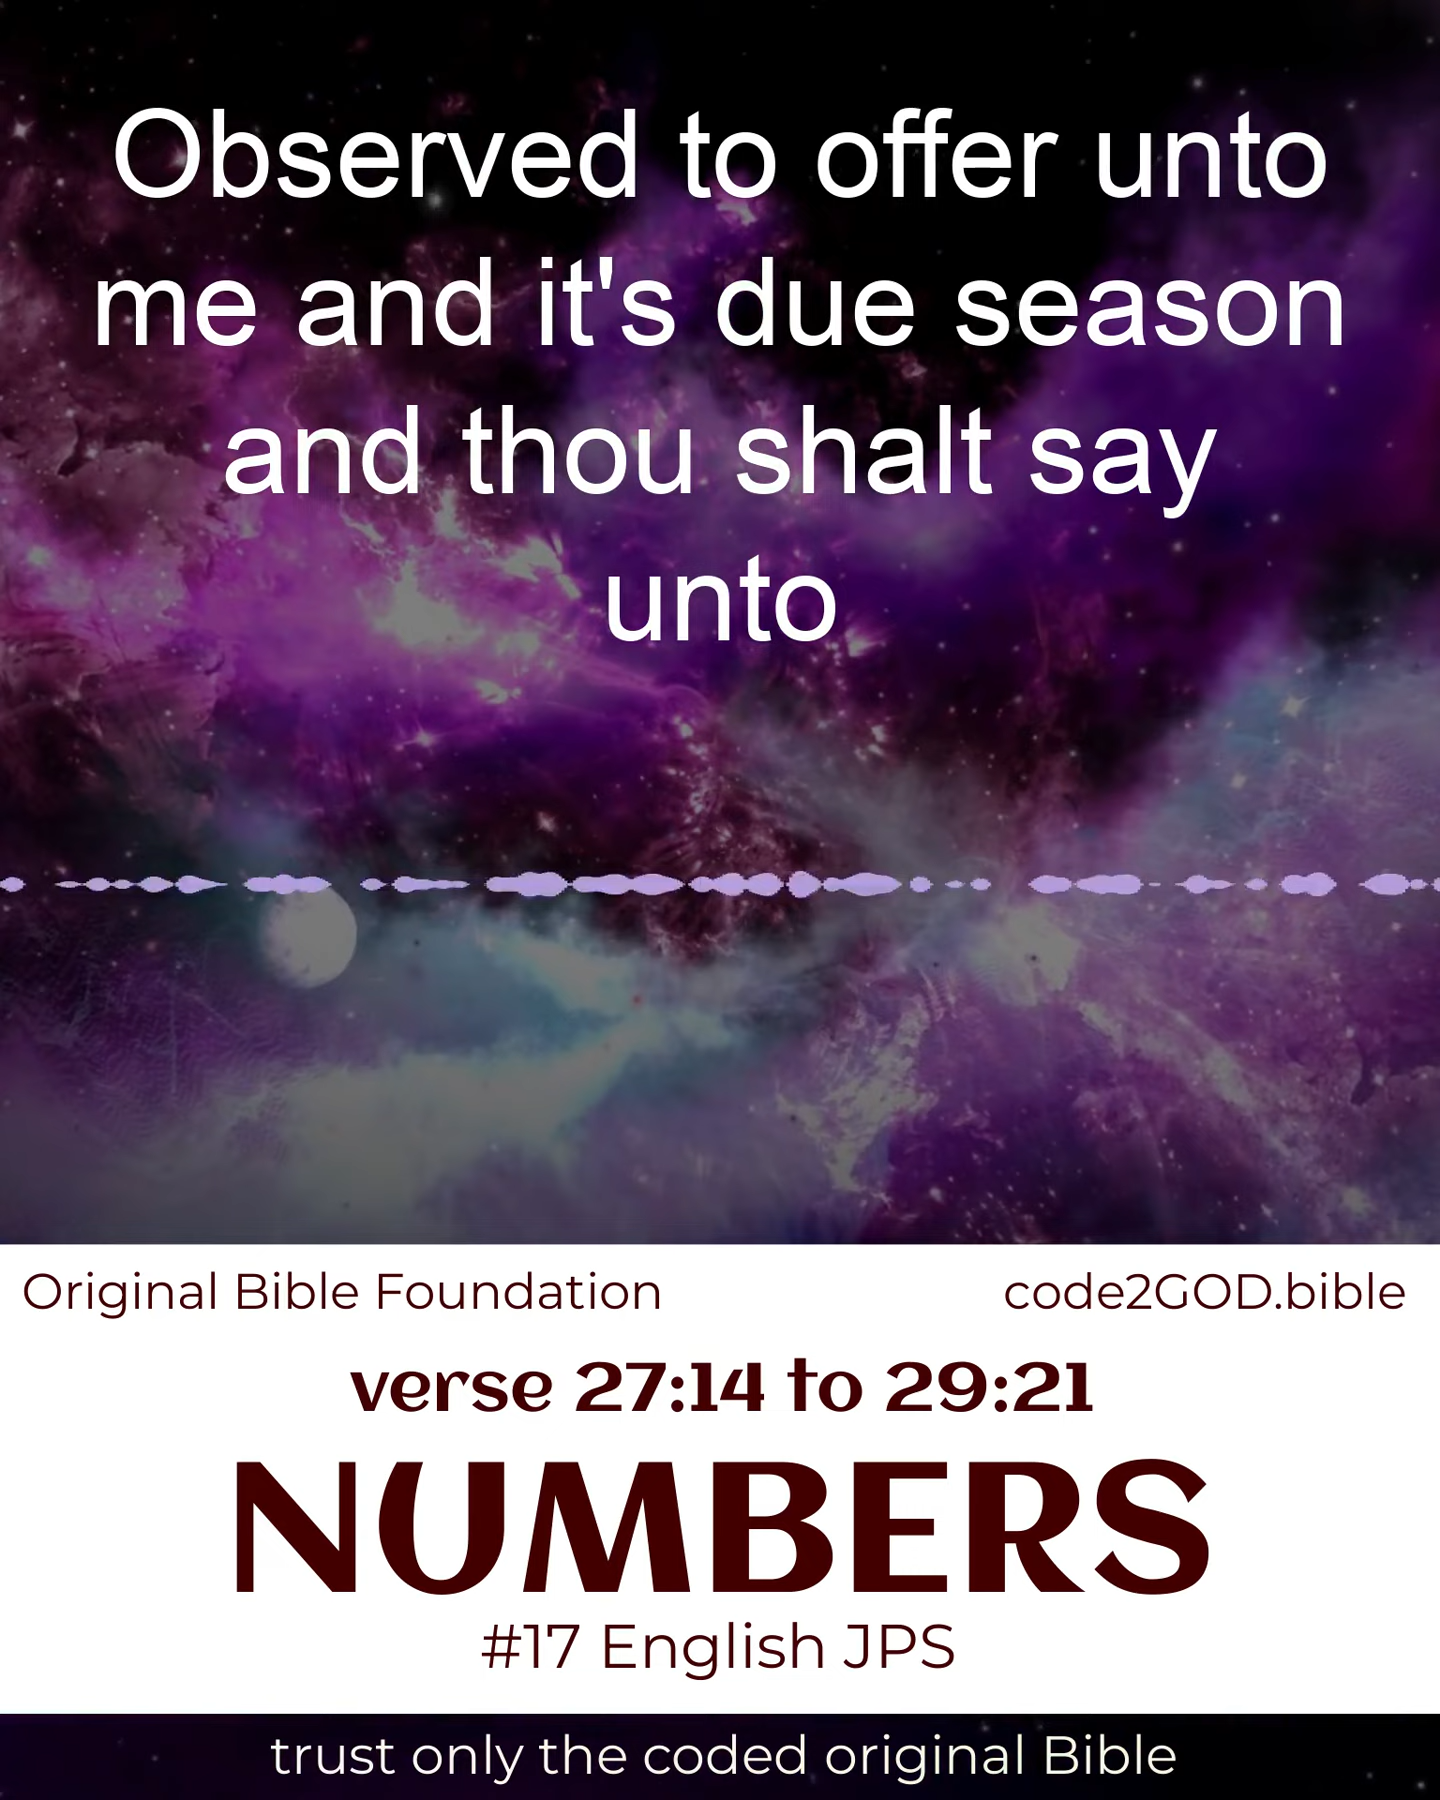 Observed to offer unto
me and it's due season
and thou shalt say
unto
Original Bible Foundation
code2GOD.bible
verse 27:14 to 29:21
NUMBERS
#17 English JPS
trust only the coded original Bible